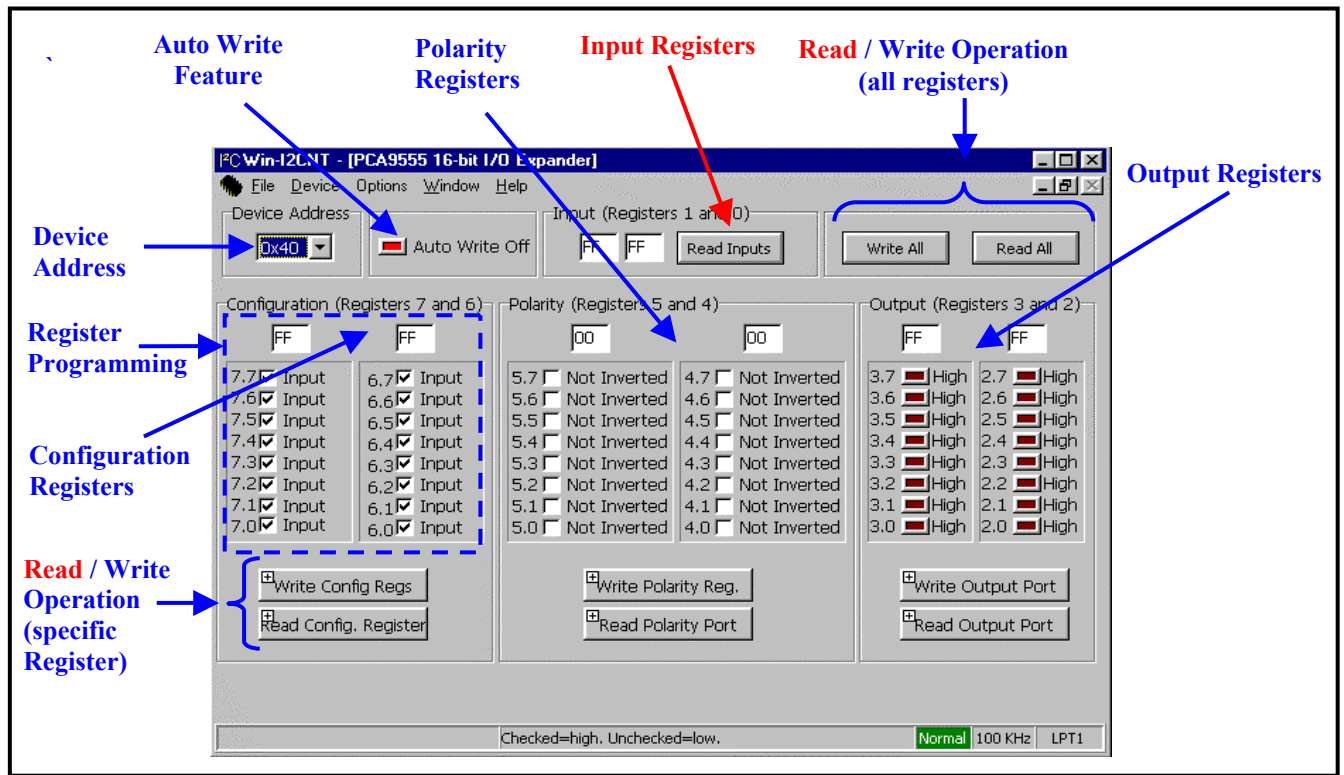 `
Auto Write
Feature
Polarity
Registers
Input Registers
Read / Write Operation
(all registers)
I²C Win-I2CNT - [PCA9555 16-bit I/O Expander]
File Device Options Window Help
Output Registers
Device
Address
Device Address
0x40
Auto Write Off
Input (Registers 1 and 0)
FF FF Read Inputs
Write All Read All
Register
Programming
Configuration
Registers
Configuration (Registers 7 and 6)
FF FF
7.7 Input 6.7 Input
7.6 Input 6.6 Input
7.5 Input 6.5 Input
7.4 Input 6.4 Input
7.3 Input 6.3 Input
7.2 Input 6.2 Input
7.1 Input 6.1 Input
7.0 Input 6.0 Input
Polarity (Registers 5 and 4)
00 00
5.7 Not Inverted 4.7 Not Inverted
5.6 Not Inverted 4.6 Not Inverted
5.5 Not Inverted 4.5 Not Inverted
5.4 Not Inverted 4.4 Not Inverted
5.3 Not Inverted 4.3 Not Inverted
5.2 Not Inverted 4.2 Not Inverted
5.1 Not Inverted 4.1 Not Inverted
5.0 Not Inverted 4.0 Not Inverted
Output (Registers 3 and 2)
FF FF
3.7 High 2.7 High
3.6 High 2.6 High
3.5 High 2.5 High
3.4 High 2.4 High
3.3 High 2.3 High
3.2 High 2.2 High
3.1 High 2.1 High
3.0 High 2.0 High
Read / Write
Operation
(specific
Register)
Write Config Regs
Read Config. Register
Write Polarity Reg.
Read Polarity Port
Write Output Port
Read Output Port
Checked=high. Unchecked=low.
Normal 100 KHz LPT1